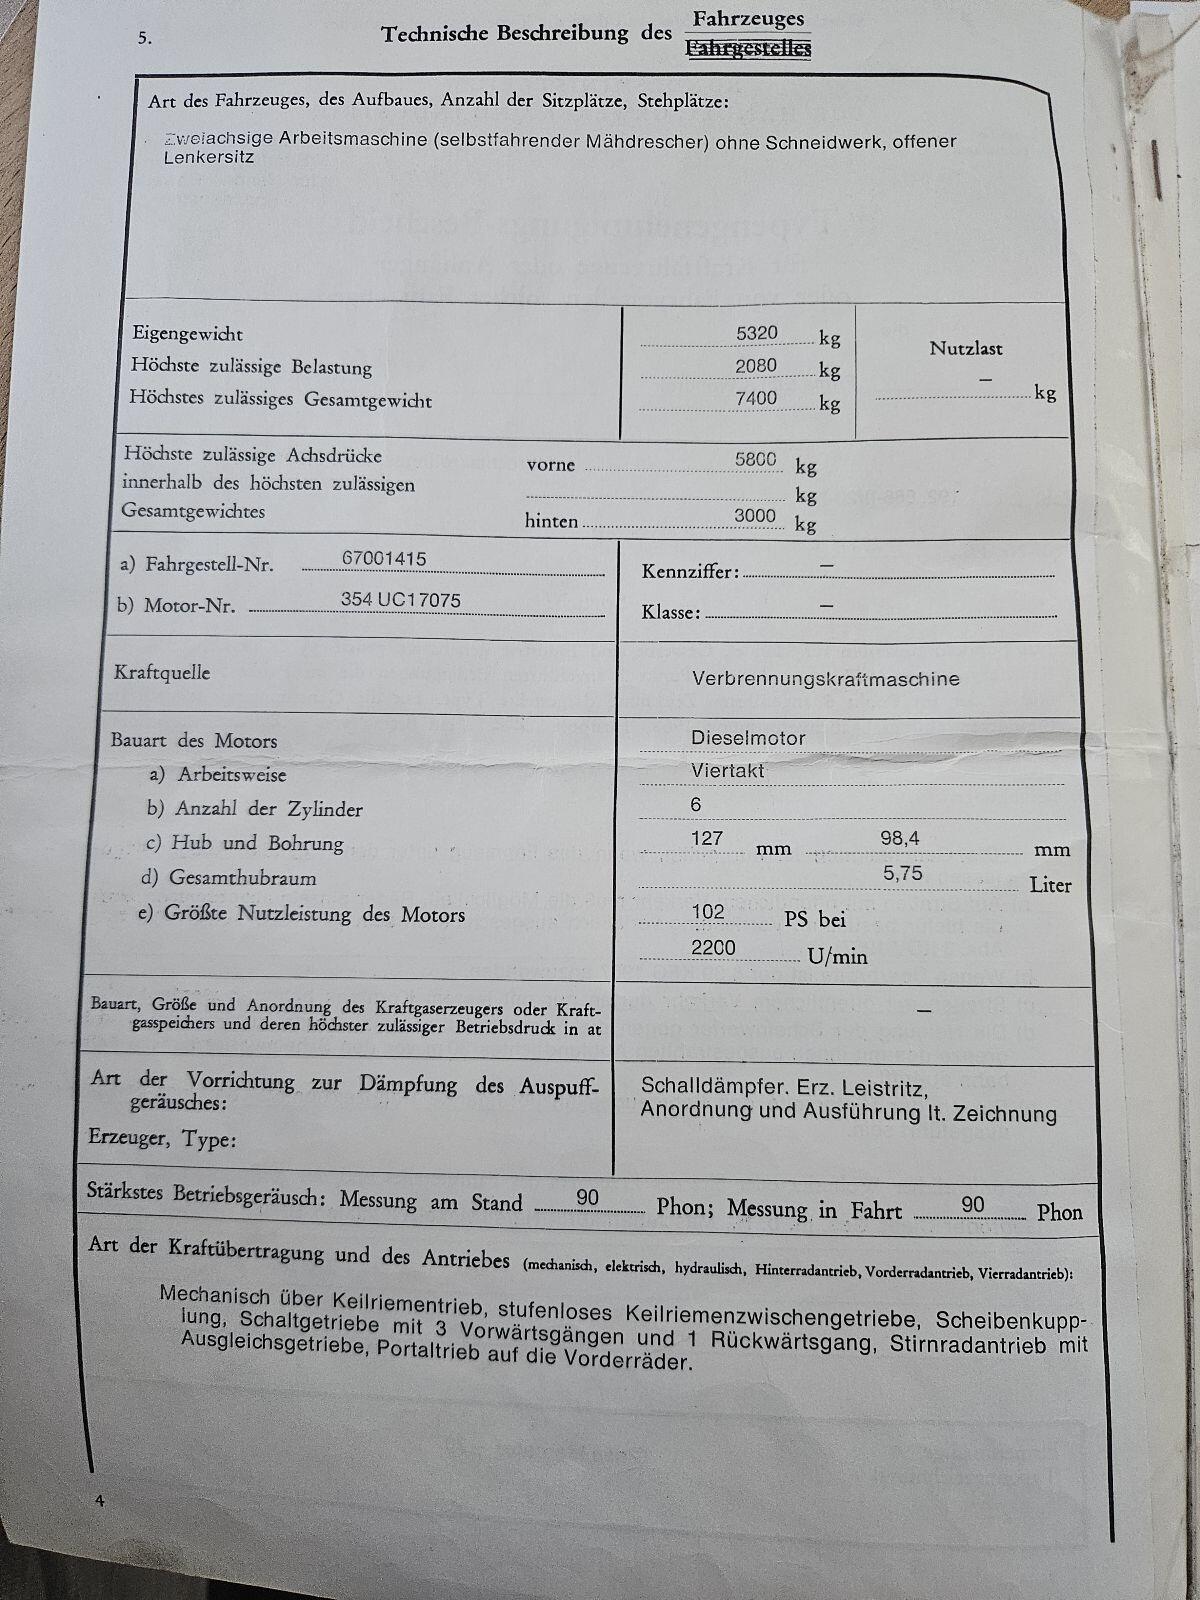 5.
Technische Beschreibung des Fahrzeuges
Fahrgestelles
Art des Fahrzeuges, des Aufbaues, Anzahl der Sitzplätze, Stehplätze:
Zweiachsige Arbeitsmaschine (selbstfahrender Mähdrescher) ohne Schneidwerk, offener
Lenkersitz
Eigengewicht 5320 kg
Höchste zulässige Belastung 2080 kg
Höchstes zulässiges Gesamtgewicht 7400 kg
Nutzlast
– kg
Höchste zulässige Achsdrücke vorne 5800 kg
innerhalb des höchsten zulässigen kg
Gesamtgewichtes hinten 3000 kg
a) Fahrgestell-Nr. 67001415
b) Motor-Nr. 354 UC17075
Kennziffer: –
Klasse: –
Kraftquelle Verbrennungskraftmaschine
Bauart des Motors Dieselmotor
a) Arbeitsweise Viertakt
b) Anzahl der Zylinder 6
c) Hub und Bohrung 127 mm 98,4 mm
d) Gesamthubraum 5,75 Liter
e) Größte Nutzleistung des Motors 102 PS bei
2200 U/min
Bauart, Größe und Anordnung des Kraftgaserzeugers oder Kraft-
gasspeichers und deren höchster zulässiger Betriebsdruck in at –
Art der Vorrichtung zur Dämpfung des Auspuff-
geräusches:
Erzeuger, Type:
Schalldämpfer. Erz. Leistritz,
Anordnung und Ausführung lt. Zeichnung
Stärkstes Betriebsgeräusch: Messung am Stand 90 Phon; Messung in Fahrt 90 Phon
Art der Kraftübertragung und des Antriebes (mechanisch, elektrisch, hydraulisch, Hinterradantrieb, Vorderradantrieb, Vierradantrieb):
Mechanisch über Keilriementrieb, stufenloses Keilriemenzwischengetriebe, Scheibenkupp-
lung, Schaltgetriebe mit 3 Vorwärtsgängen und 1 Rückwärtsgang, Stirnradantrieb mit
Ausgleichsgetriebe, Portaltrieb auf die Vorderräder.
4